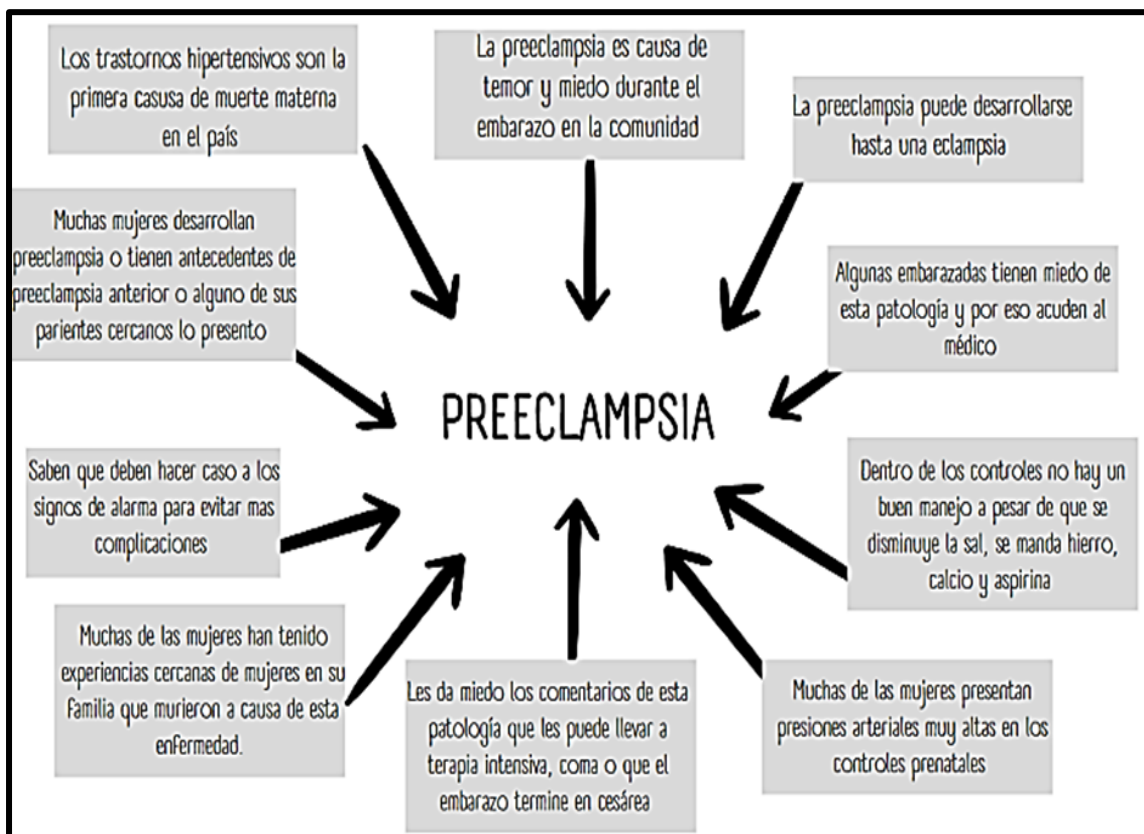 Los trastornos hipertensivos son la
primera casusa de muerte materna
en el país
La preeclampsia es causa de
temor y miedo durante el
embarazo en la comunidad
La preeclampsia puede desarrollarse
hasta una eclampsia
Muchas mujeres desarrollan
preeclampsia o tienen antecedentes de
preeclampsia anterior o alguno de sus
parientes cercanos lo presento
Algunas embarazadas tienen miedo de
esta patología y por eso acuden al
médico
PREECLAMPSIA
Saben que deben hacer caso a los
signos de alarma para evitar mas
complicaciones
Dentro de los controles no hay un
buen manejo a pesar de que se
disminuye la sal, se manda hierro,
calcio y aspirina
Muchas de las mujeres han tenido
experiencias cercanas de mujeres en su
familia que murieron a causa de esta
enfermedad.
Les da miedo los comentarios de esta
patología que les puede llevar a
terapia intensiva, coma o que el
embarazo termine en cesárea
Muchas de las mujeres presentan
presiones arteriales muy altas en los
controles prenatales